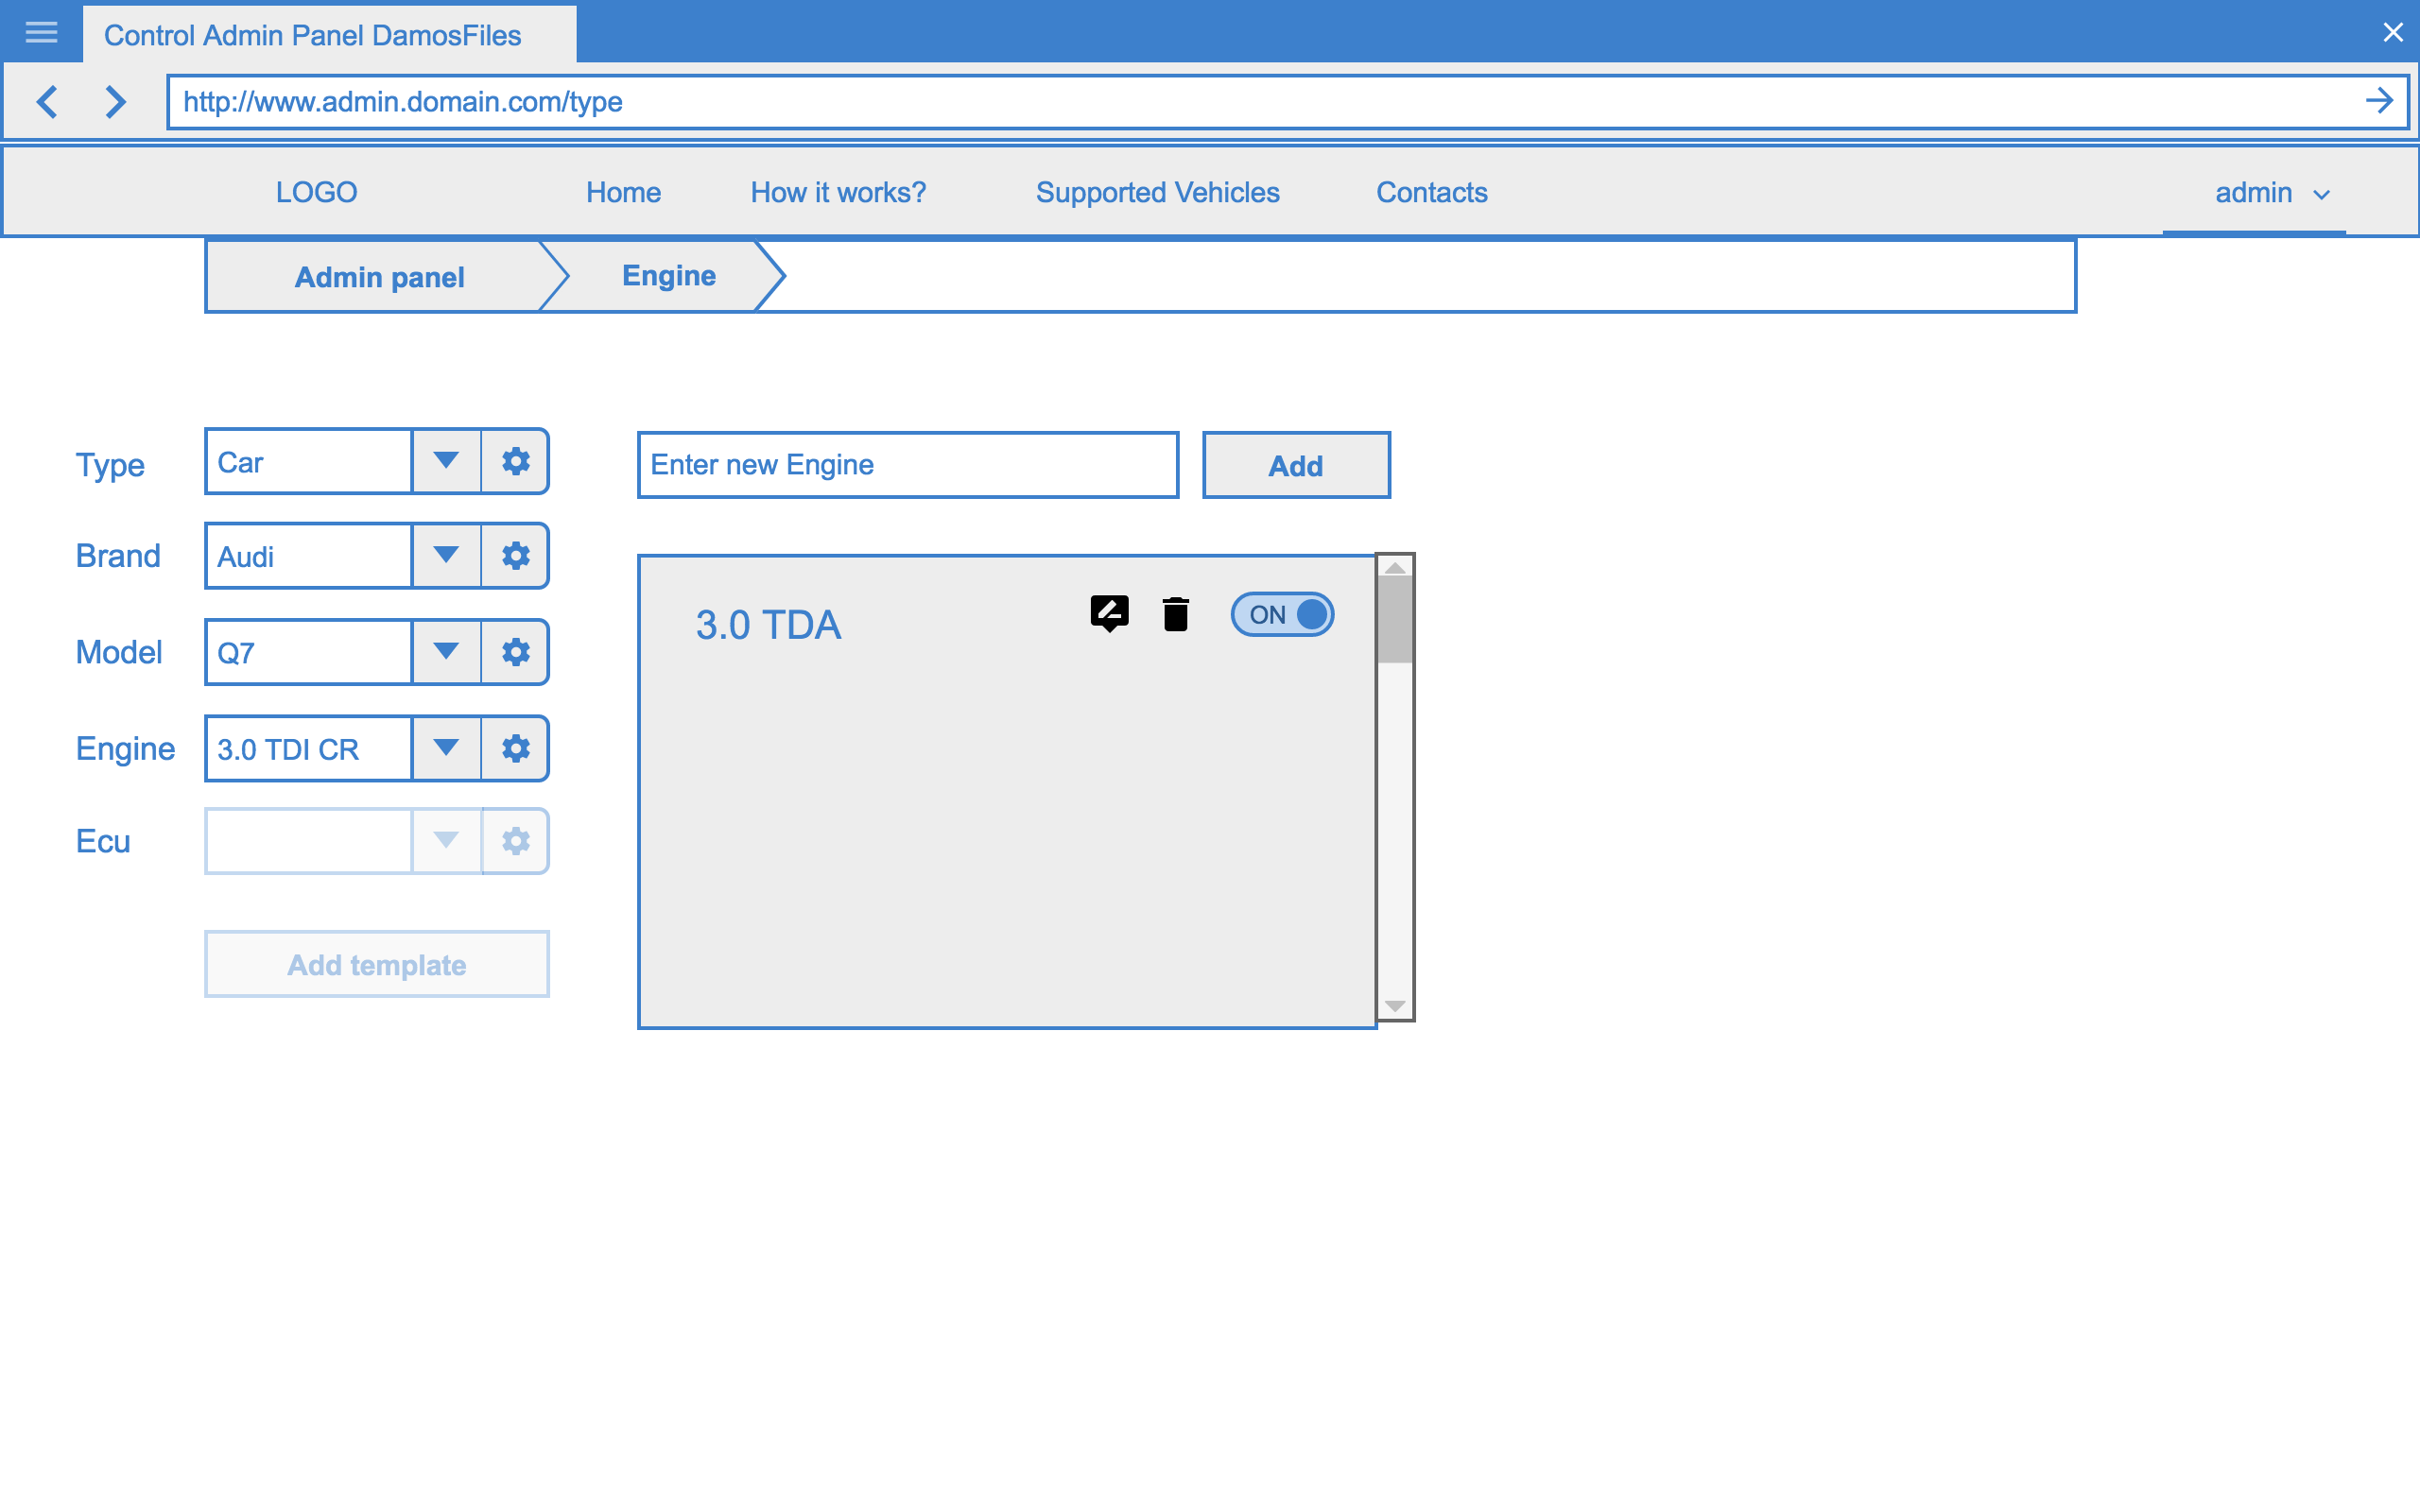 Control Admin Panel DamosFiles
http://www.admin.domain.com/type
LOGO Home How it works? Supported Vehicles Contacts admin
Admin panel Engine
Type Car
Enter new Engine Add
Brand Audi
3.0 TDA ON
Model Q7
Engine 3.0 TDI CR
Ecu
Add template